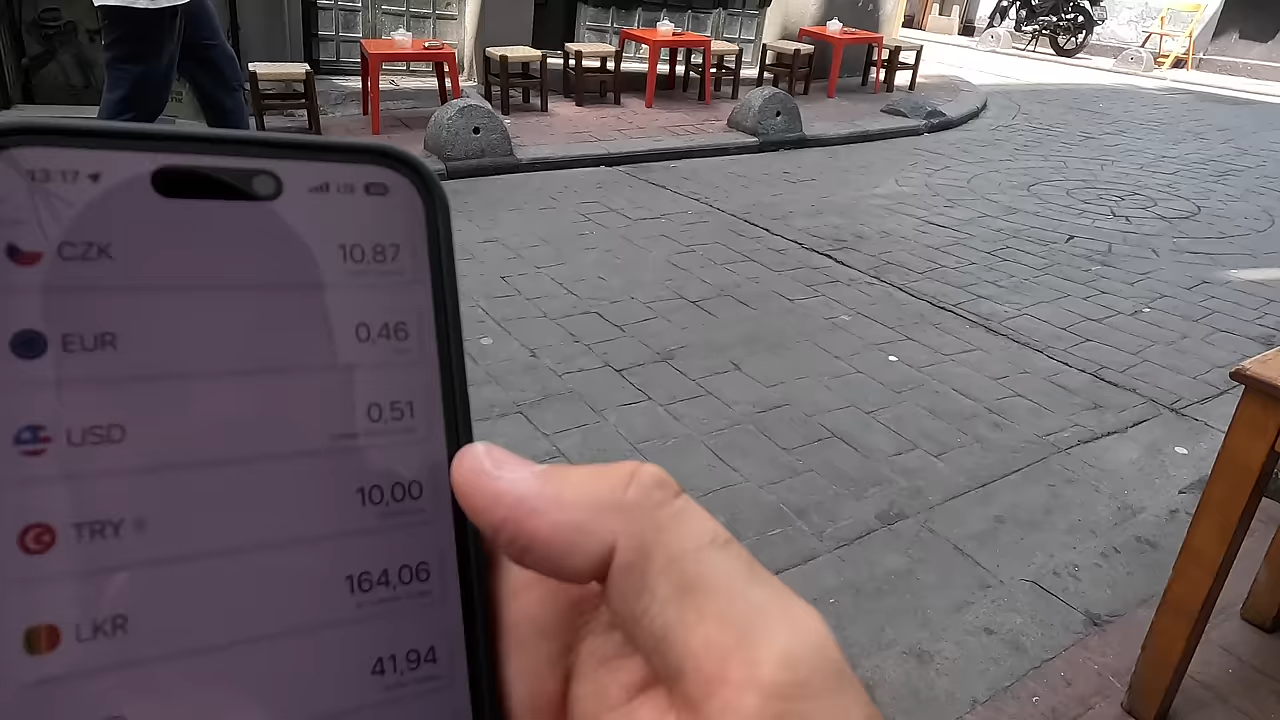 13:17
CZK 10,87
EUR 0,46
USD 0,51
TRY 10,00
LKR 164,06
41,94